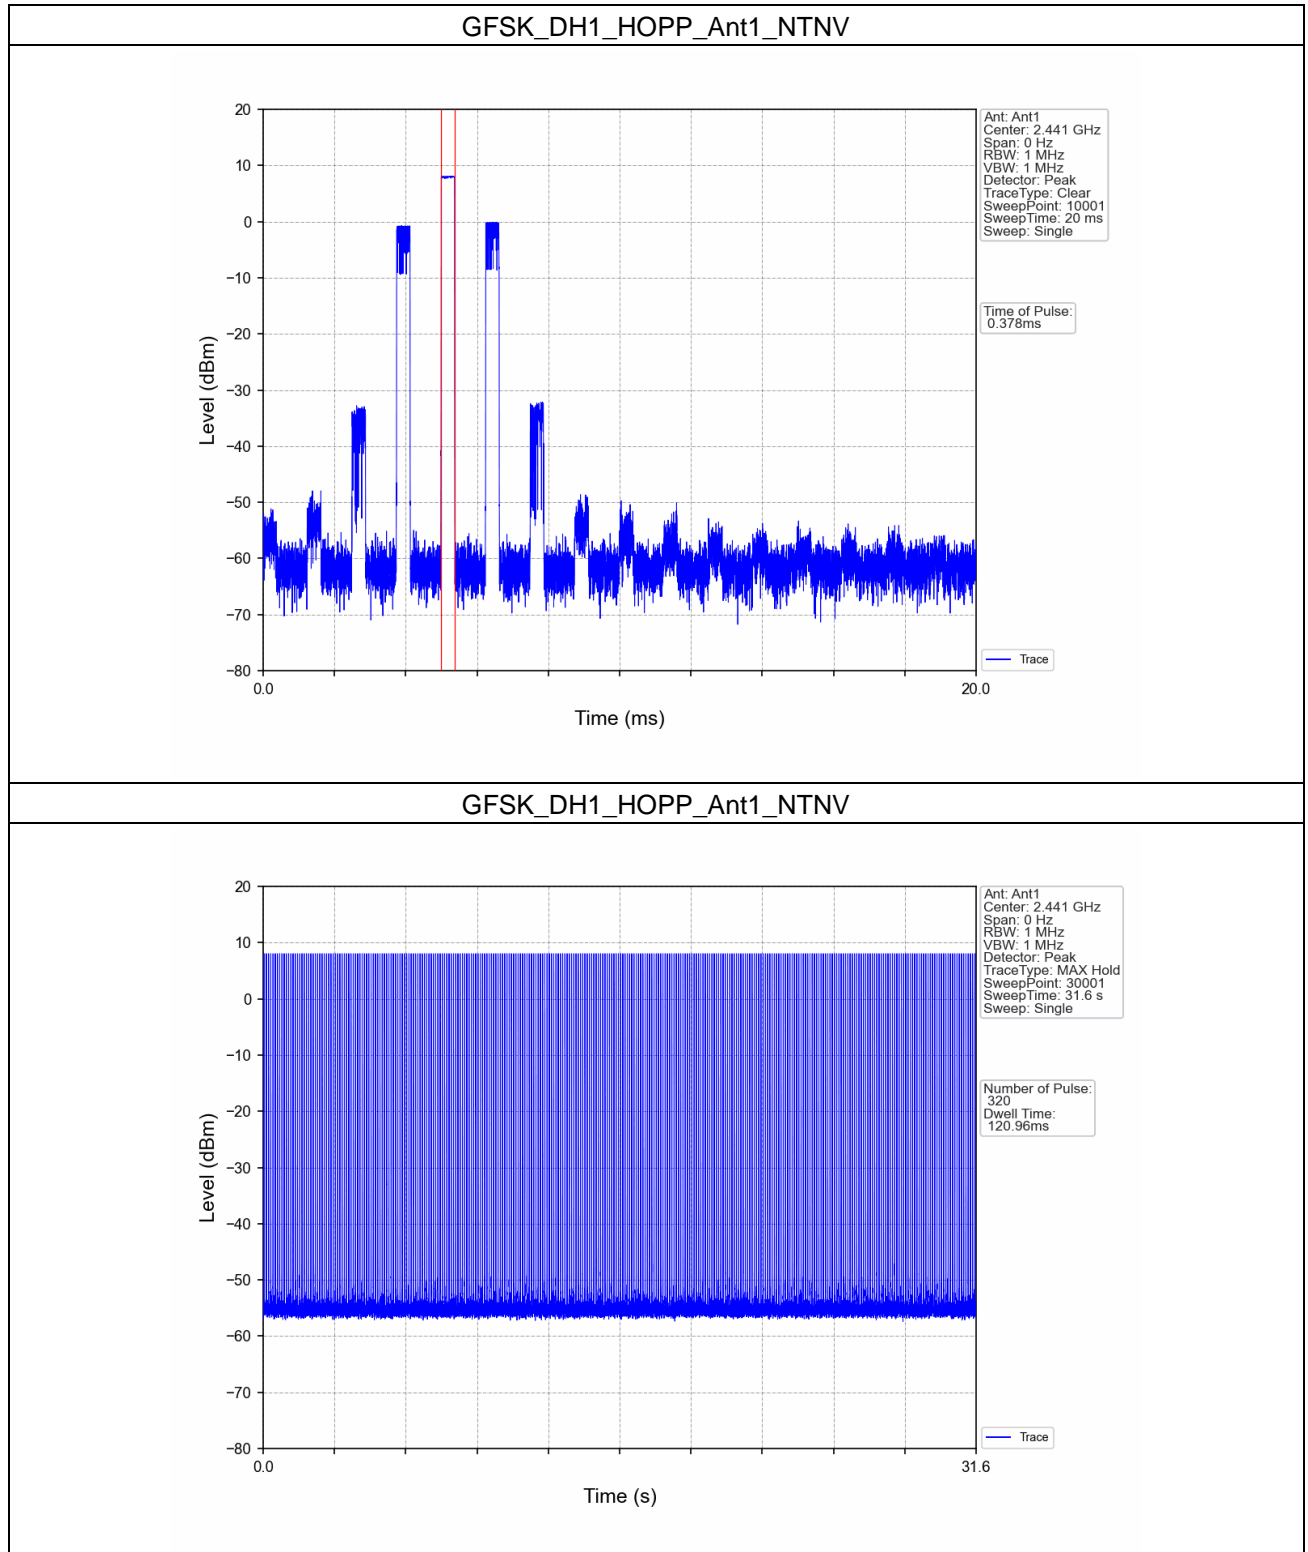 GFSK_DH1_HOPP_Ant1_NTNV
20
10
0
−10
−20
−30
−40
−50
−60
−70
−80
Level (dBm)
0.0
20.0
Time (ms)
Ant: Ant1
Center: 2.441 GHz
Span: 0 Hz
RBW: 1 MHz
VBW: 1 MHz
Detector: Peak
TraceType: Clear
SweepPoint: 10001
SweepTime: 20 ms
Sweep: Single
Time of Pulse:
0.378ms
Trace
GFSK_DH1_HOPP_Ant1_NTNV
20
10
0
−10
−20
−30
−40
−50
−60
−70
−80
Level (dBm)
0.0
31.6
Time (s)
Ant: Ant1
Center: 2.441 GHz
Span: 0 Hz
RBW: 1 MHz
VBW: 1 MHz
Detector: Peak
TraceType: MAX Hold
SweepPoint: 30001
SweepTime: 31.6 s
Sweep: Single
Number of Pulse:
320
Dwell Time:
120.96ms
Trace